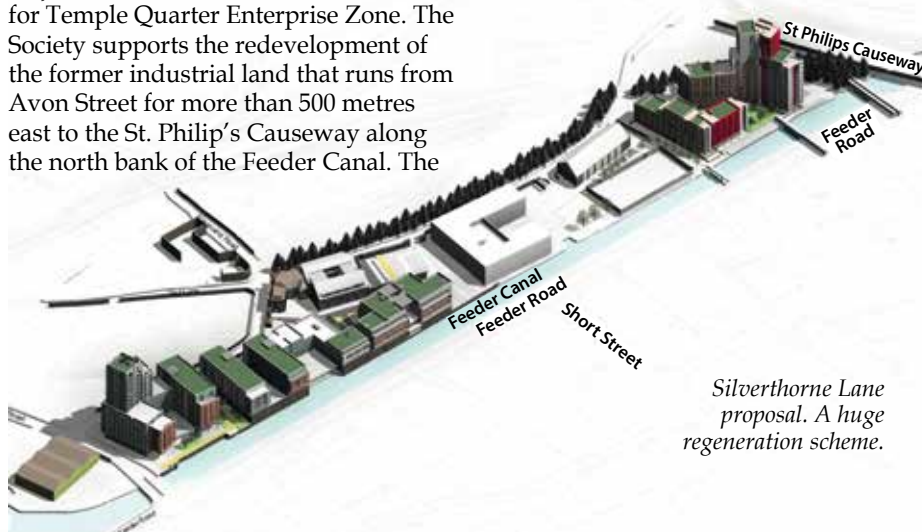 for Temple Quarter Enterprise Zone. The
Society supports the redevelopment of
the former industrial land that runs from
Avon Street for more than 500 metres
east to the St. Philip's Causeway along
the north bank of the Feeder Canal. The
St Philips Causeway
Feeder
Road
Feeder Canal
Feeder Road
Short Street
Silverthorne Lane
proposal. A huge
regeneration scheme.